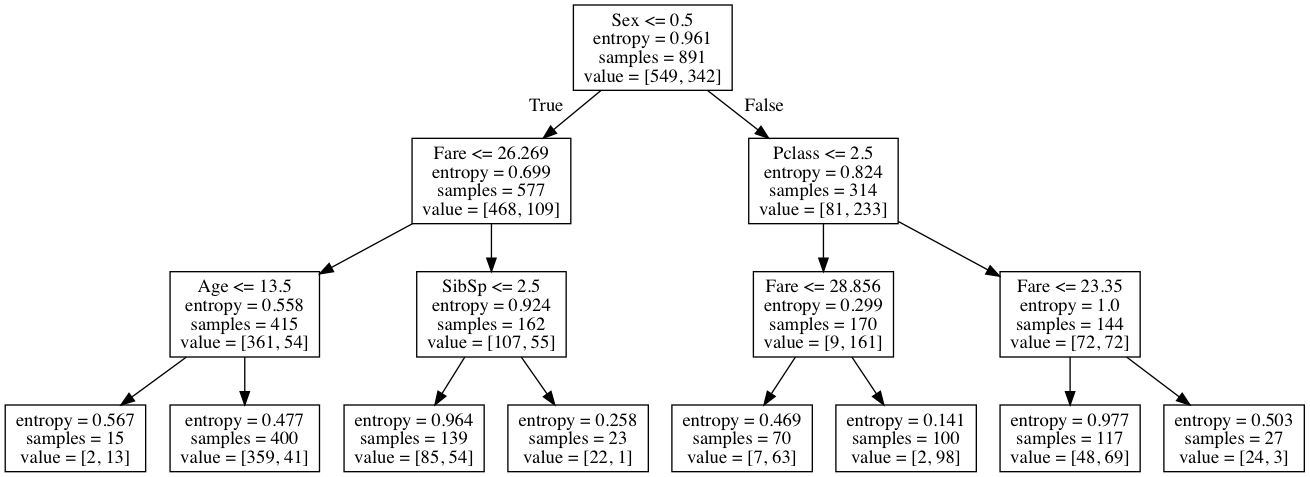 Sex <= 0.5
entropy = 0.961
samples = 891
value = [549, 342]
True
False
Fare <= 26.269
entropy = 0.699
samples = 577
value = [468, 109]
Pclass <= 2.5
entropy = 0.824
samples = 314
value = [81, 233]
Age <= 13.5
entropy = 0.558
samples = 415
value = [361, 54]
SibSp <= 2.5
entropy = 0.924
samples = 162
value = [107, 55]
Fare <= 28.856
entropy = 0.299
samples = 170
value = [9, 161]
Fare <= 23.35
entropy = 1.0
samples = 144
value = [72, 72]
entropy = 0.567
samples = 15
value = [2, 13]
entropy = 0.477
samples = 400
value = [359, 41]
entropy = 0.964
samples = 139
value = [85, 54]
entropy = 0.258
samples = 23
value = [22, 1]
entropy = 0.469
samples = 70
value = [7, 63]
entropy = 0.141
samples = 100
value = [2, 98]
entropy = 0.977
samples = 117
value = [48, 69]
entropy = 0.503
samples = 27
value = [24, 3]